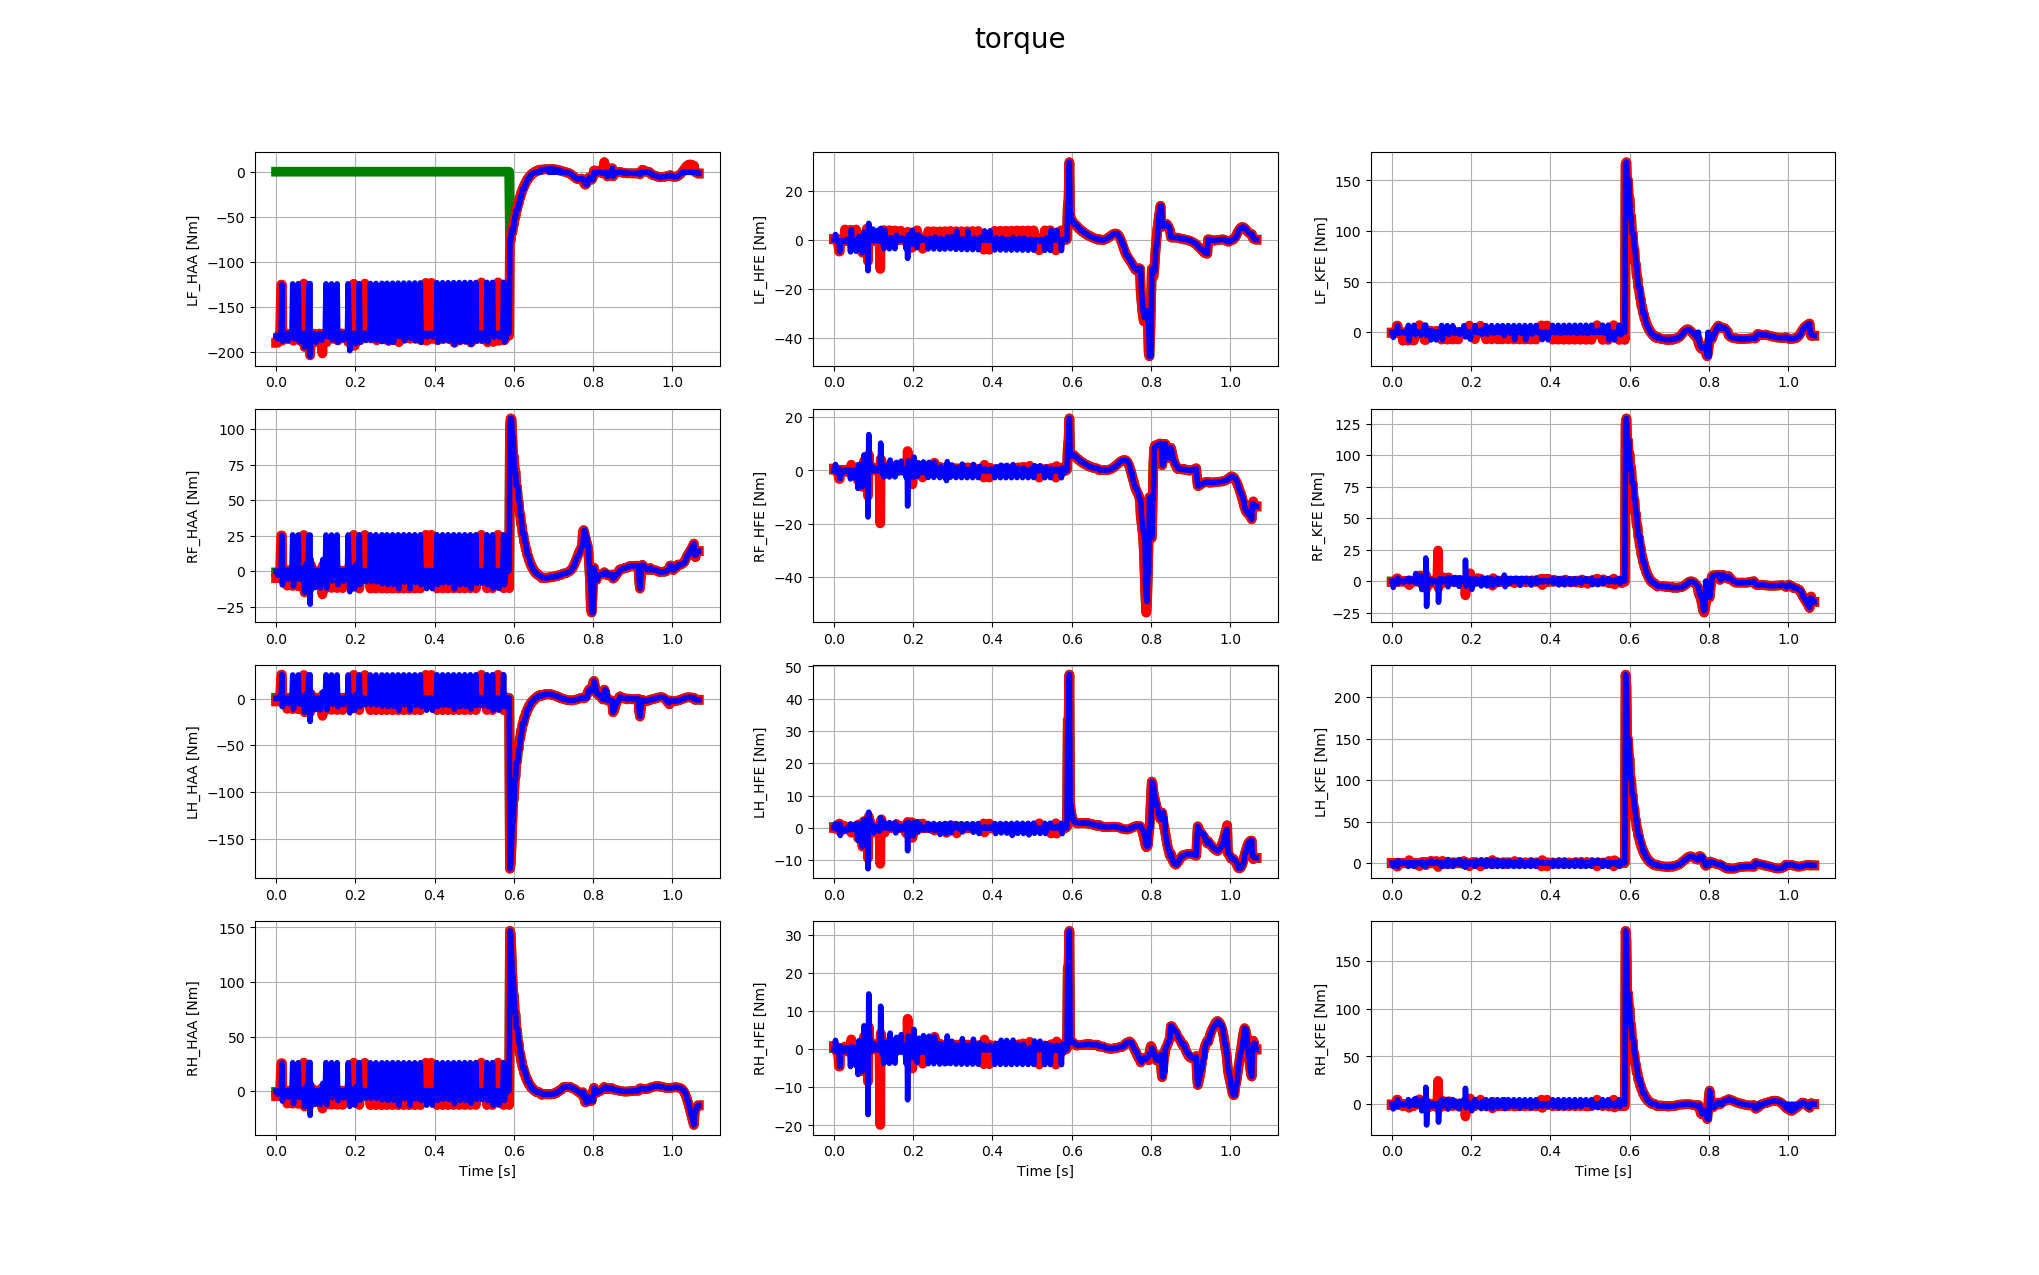 torque
LF_HAA [Nm]
0
−50
−100
−150
−200
0.0 0.2 0.4 0.6 0.8 1.0
LF_HFE [Nm]
20
0
−20
−40
0.0 0.2 0.4 0.6 0.8 1.0
LF_KFE [Nm]
150
100
50
0
0.0 0.2 0.4 0.6 0.8 1.0
RF_HAA [Nm]
100
75
50
25
0
−25
0.0 0.2 0.4 0.6 0.8 1.0
RF_HFE [Nm]
20
0
−20
−40
0.0 0.2 0.4 0.6 0.8 1.0
RF_KFE [Nm]
125
100
75
50
25
0
−25
0.0 0.2 0.4 0.6 0.8 1.0
LH_HAA [Nm]
0
−50
−100
−150
0.0 0.2 0.4 0.6 0.8 1.0
LH_HFE [Nm]
50
40
30
20
10
0
−10
0.0 0.2 0.4 0.6 0.8 1.0
LH_KFE [Nm]
200
150
100
50
0
0.0 0.2 0.4 0.6 0.8 1.0
RH_HAA [Nm]
150
100
50
0
0.0 0.2 0.4 0.6 0.8 1.0
Time [s]
RH_HFE [Nm]
30
20
10
0
−10
−20
0.0 0.2 0.4 0.6 0.8 1.0
Time [s]
RH_KFE [Nm]
150
100
50
0
0.0 0.2 0.4 0.6 0.8 1.0
Time [s]